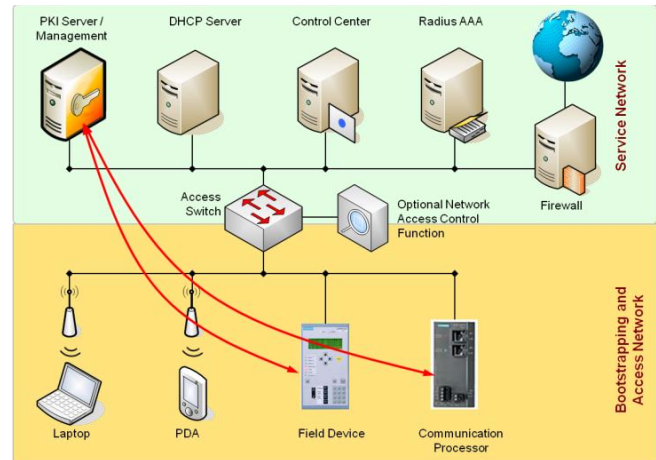 PKI Server /
Management
DHCP Server
Control Center
Radius AAA
Service Network
Firewall
Access
Switch
Optional Network
Access Control
Function
Bootstrapping and
Access Network
Laptop
PDA
Field Device
Communication
Processor